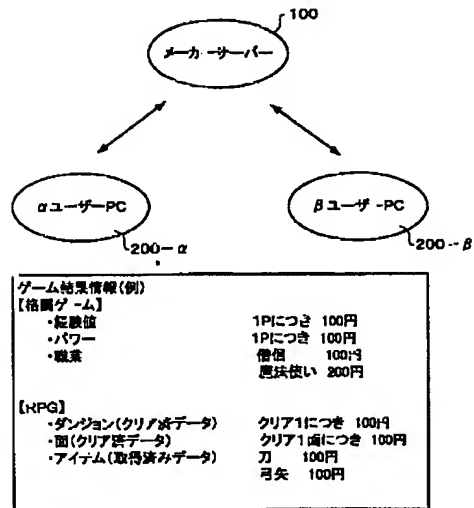 100
メーカーサーバー
αユーザーPC
βユーザーPC
200-α
200-β
ゲーム結果情報(例)
【格闘ゲーム】
・経験値 1Pにつき 100円
・パワー 1Pにつき 100円
・職業 僧侶 100円
魔法使い 200円
【RPG】
・ダンジョン(クリア済データ) クリア1につき 100円
・面(クリア済データ) クリア1面につき 100円
・アイテム(取得済みデータ) 刀 100円
弓矢 100円